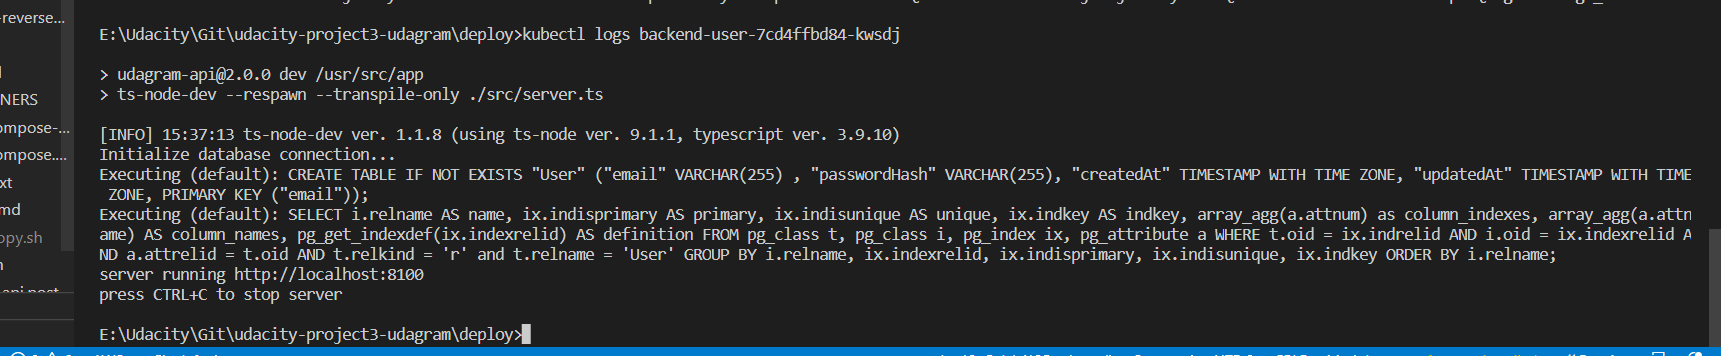 -reverse...
E:\Udacity\Git\udacity-project3-udagram\deploy>kubectl logs backend-user-7cd4ffbd84-kwsdj
> udagram-api@2.0.0 dev /usr/src/app
NERS
> ts-node-dev --respawn --transpile-only ./src/server.ts
ompose-...
[INFO] 15:37:13 ts-node-dev ver. 1.1.8 (using ts-node ver. 9.1.1, typescript ver. 3.9.10)
ompose....
Initialize database connection...
xt
Executing (default): CREATE TABLE IF NOT EXISTS "User" ("email" VARCHAR(255) , "passwordHash" VARCHAR(255), "createdAt" TIMESTAMP WITH TIME ZONE, "updatedAt" TIMESTAMP WITH TIME
ZONE, PRIMARY KEY ("email"));
md
Executing (default): SELECT i.relname AS name, ix.indisprimary AS primary, ix.indisunique AS unique, ix.indkey AS indkey, array_agg(a.attnum) as column_indexes, array_agg(a.attn
ame) AS column_names, pg_get_indexdef(ix.indexrelid) AS definition FROM pg_class t, pg_class i, pg_index ix, pg_attribute a WHERE t.oid = ix.indrelid AND i.oid = ix.indexrelid A
opy.sh
ND a.attrelid = t.oid AND t.relkind = 'r' and t.relname = 'User' GROUP BY i.relname, ix.indexrelid, ix.indisprimary, ix.indisunique, ix.indkey ORDER BY i.relname;
server running http://localhost:8100
press CTRL+C to stop server
E:\Udacity\Git\udacity-project3-udagram\deploy>